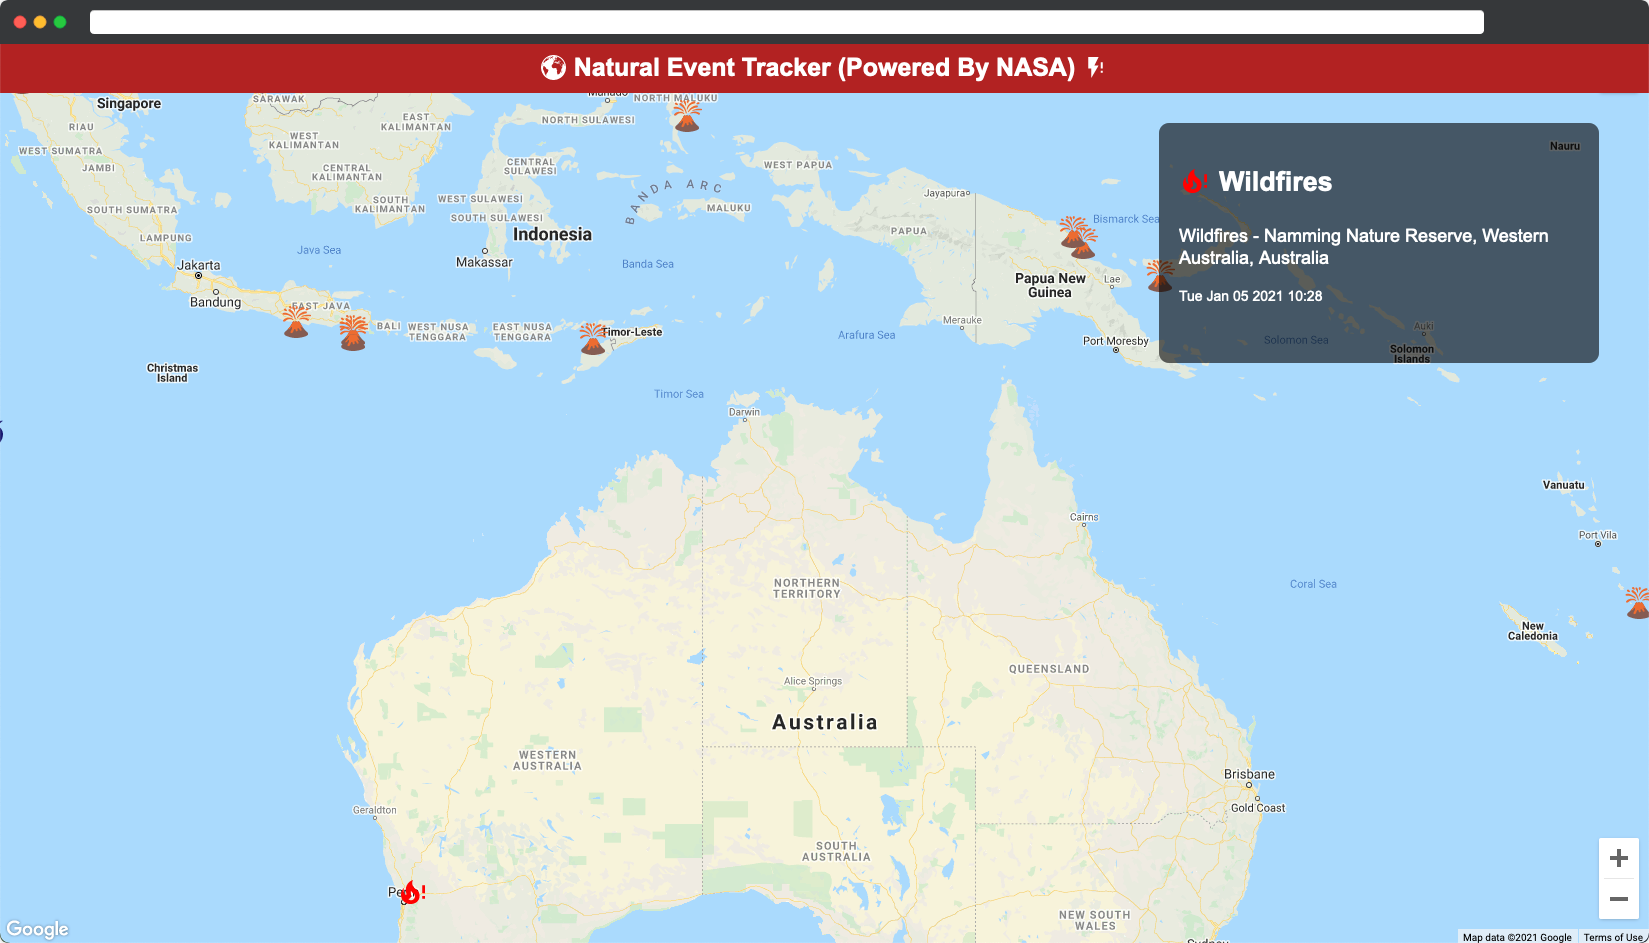 Natural Event Tracker (Powered By NASA)
Singapore
SARAWAK
Manado
NORTH MALUKU
RIAU
EAST
KALIMANTAN
NORTH SULAWESI
WEST
KALIMANTAN
Nauru
WEST SUMATRA
JAMBI
CENTRAL
SULAWESI
WEST PAPUA
CENTRAL
KALIMANTAN
Wildfires
BANDA ARC
Jayapura
WEST SULAWESI
SOUTH
KALIMANTAN
SOUTH SUMATRA
MALUKU
SOUTH SULAWESI
Bismarck Sea
LAMPUNG
Indonesia
PAPUA
Wildfires - Namming Nature Reserve, Western
Australia, Australia
Java Sea
Makassar
Banda Sea
Jakarta
Papua New
Guinea
Lae
Tue Jan 05 2021 10:28
Bandung
EAST JAVA
BALI
WEST NUSA
TENGGARA
EAST NUSA
TENGGARA
Timor-Leste
Arafura Sea
Merauke
Port Moresby
Solomon Sea
Auki
Solomon
Islands
Christmas
Island
Timor Sea
Darwin
Vanuatu
Cairns
Port Vila
NORTHERN
TERRITORY
Coral Sea
New
Caledonia
QUEENSLAND
Alice Springs
Australia
WESTERN
AUSTRALIA
Brisbane
Gold Coast
Geraldton
SOUTH
AUSTRALIA
Pe
NEW SOUTH
WALES
Sydney
Google
Map data ©2021 Google
Terms of Use